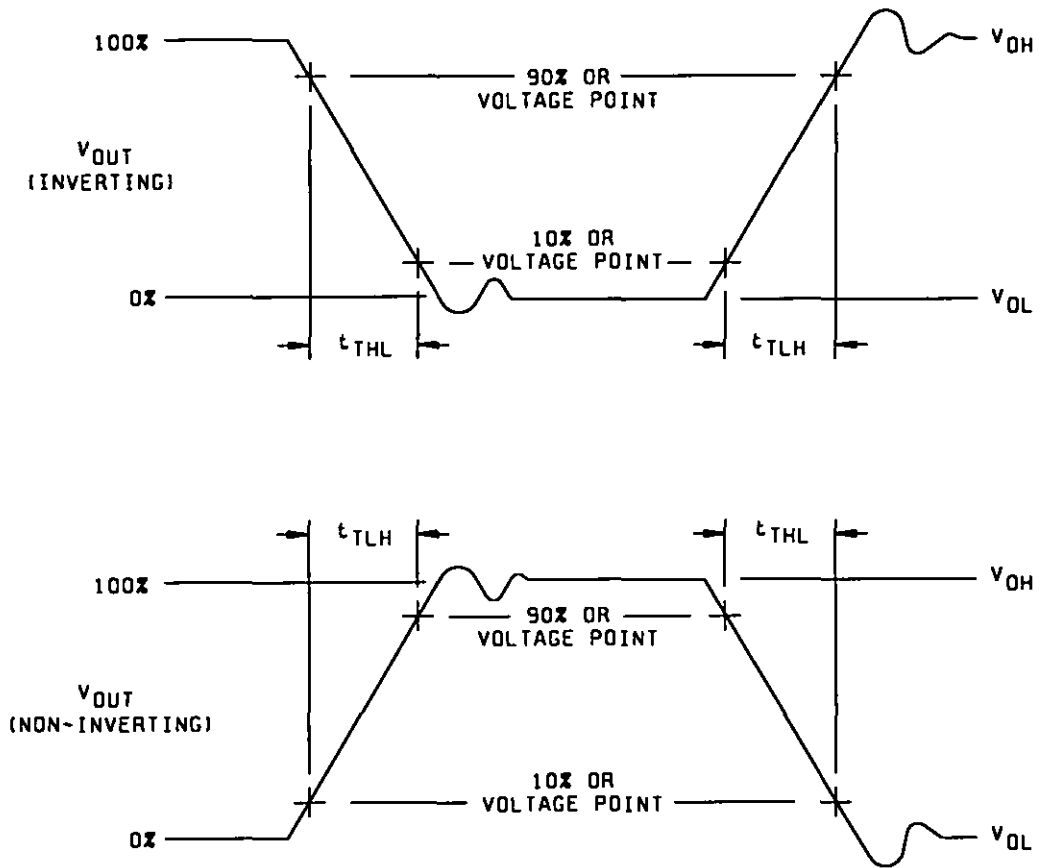 100%
V_OH
90% OR
VOLTAGE POINT
V_OUT
(INVERTING)
10% OR
VOLTAGE POINT
0%
V_OL
t_THL
t_TLH
t_TLH
t_THL
100%
V_OH
90% OR
VOLTAGE POINT
V_OUT
(NON-INVERTING)
10% OR
VOLTAGE POINT
0%
V_OL